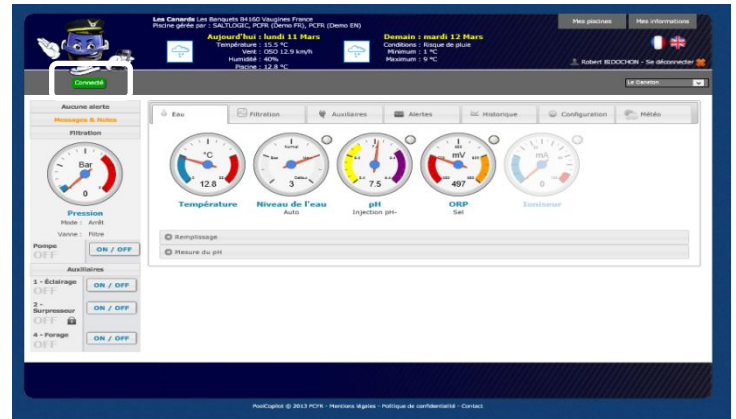 Les Canards Les Banquets 84160 Vaugines France
Piscine gérée par : SALTLOGIC, PCFR (Demo FR), PCFR (Demo EN)
Mes piscines
Mes informations
Aujourd'hui : lundi 11 Mars
Température : 15.5 °C
Vent : OSO 12.9 km/h
Humidité : 40%
Piscine : 12.8 °C
Demain : mardi 12 Mars
Conditions : Risque de pluie
Minimum : 1 °C
Maximum : 9 °C
Robert BIDOCHON - Se déconnecter
Connecté
Le Caneton
Aucune alerte
Messages & Notes
Filtration
Bar
0
Pression
Mode : Arrêt
Vanne : Filtre
Pompe
OFF
ON / OFF
Auxiliaires
1 - Éclairage
OFF
ON / OFF
2 -
Surpresseur
OFF
ON / OFF
4 - Forage
OFF
ON / OFF
Eau
Filtration
Auxiliaires
Alertes
Historique
Configuration
Météo
°C
12.8
Température
3
Niveau de l'eau
Auto
7.5
pH
Injection pH-
mV
497
ORP
Sel
mA
0
Ioniseur
Remplissage
Mesure du pH
PoolCopilot @ 2013 PCFR - Mentions légales - Politique de confidentialité - Contact